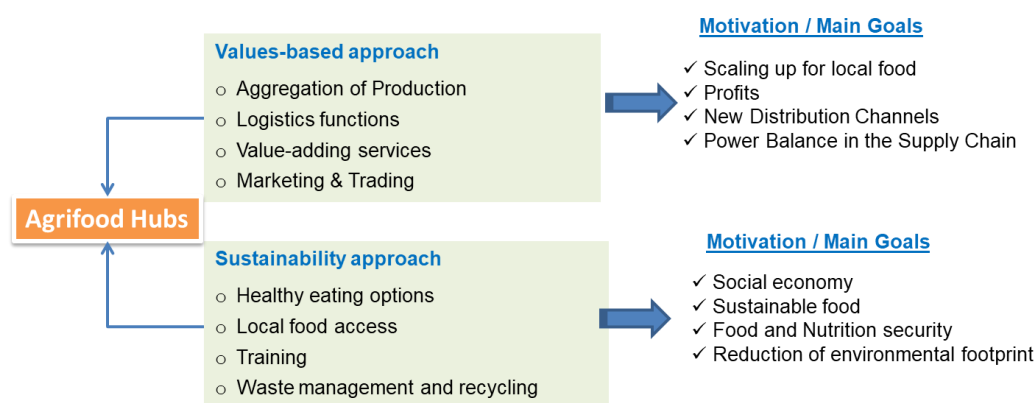 Values-based approach
o Aggregation of Production
o Logistics functions
o Value-adding services
o Marketing & Trading
Motivation / Main Goals
✓ Scaling up for local food
✓ Profits
✓ New Distribution Channels
✓ Power Balance in the Supply Chain
Agrifood Hubs
Sustainability approach
o Healthy eating options
o Local food access
o Training
o Waste management and recycling
Motivation / Main Goals
✓ Social economy
✓ Sustainable food
✓ Food and Nutrition security
✓ Reduction of environmental footprint